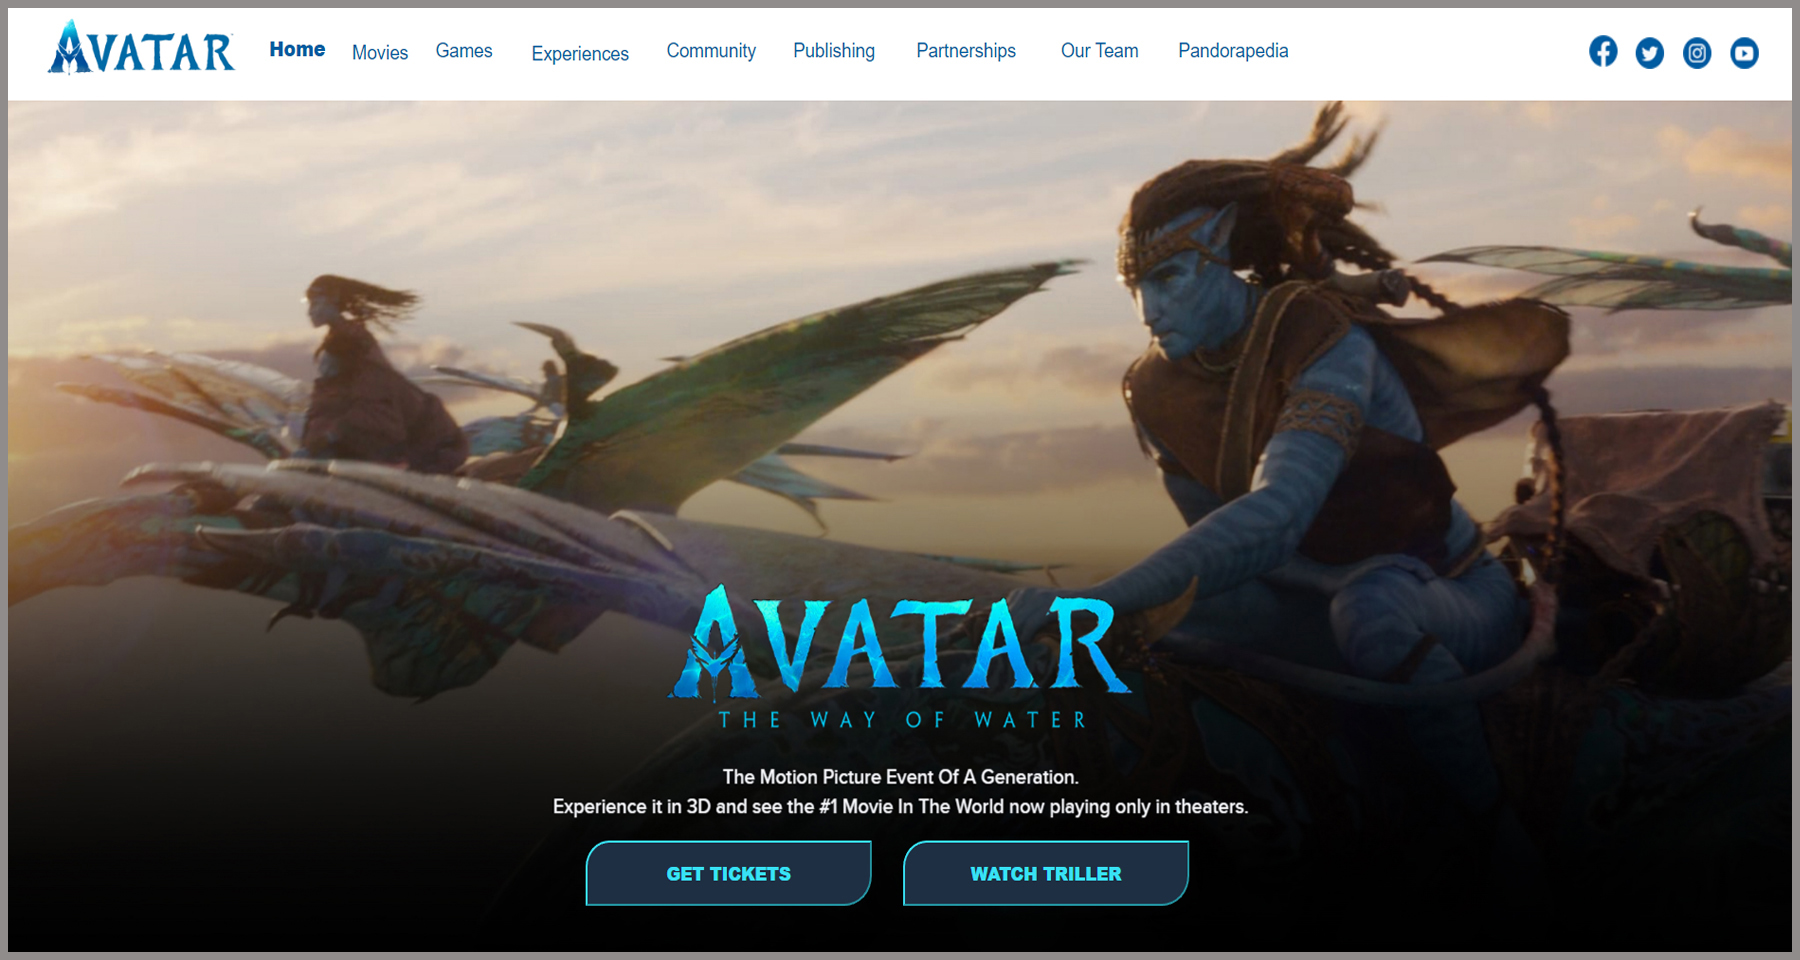 AVATAR
Home Movies Games Experiences Community Publishing Partnerships Our Team Pandorapedia
AVATAR
THE WAY OF WATER
The Motion Picture Event Of A Generation.
Experience it in 3D and see the #1 Movie In The World now playing only in theaters.
GET TICKETS
WATCH TRILLER